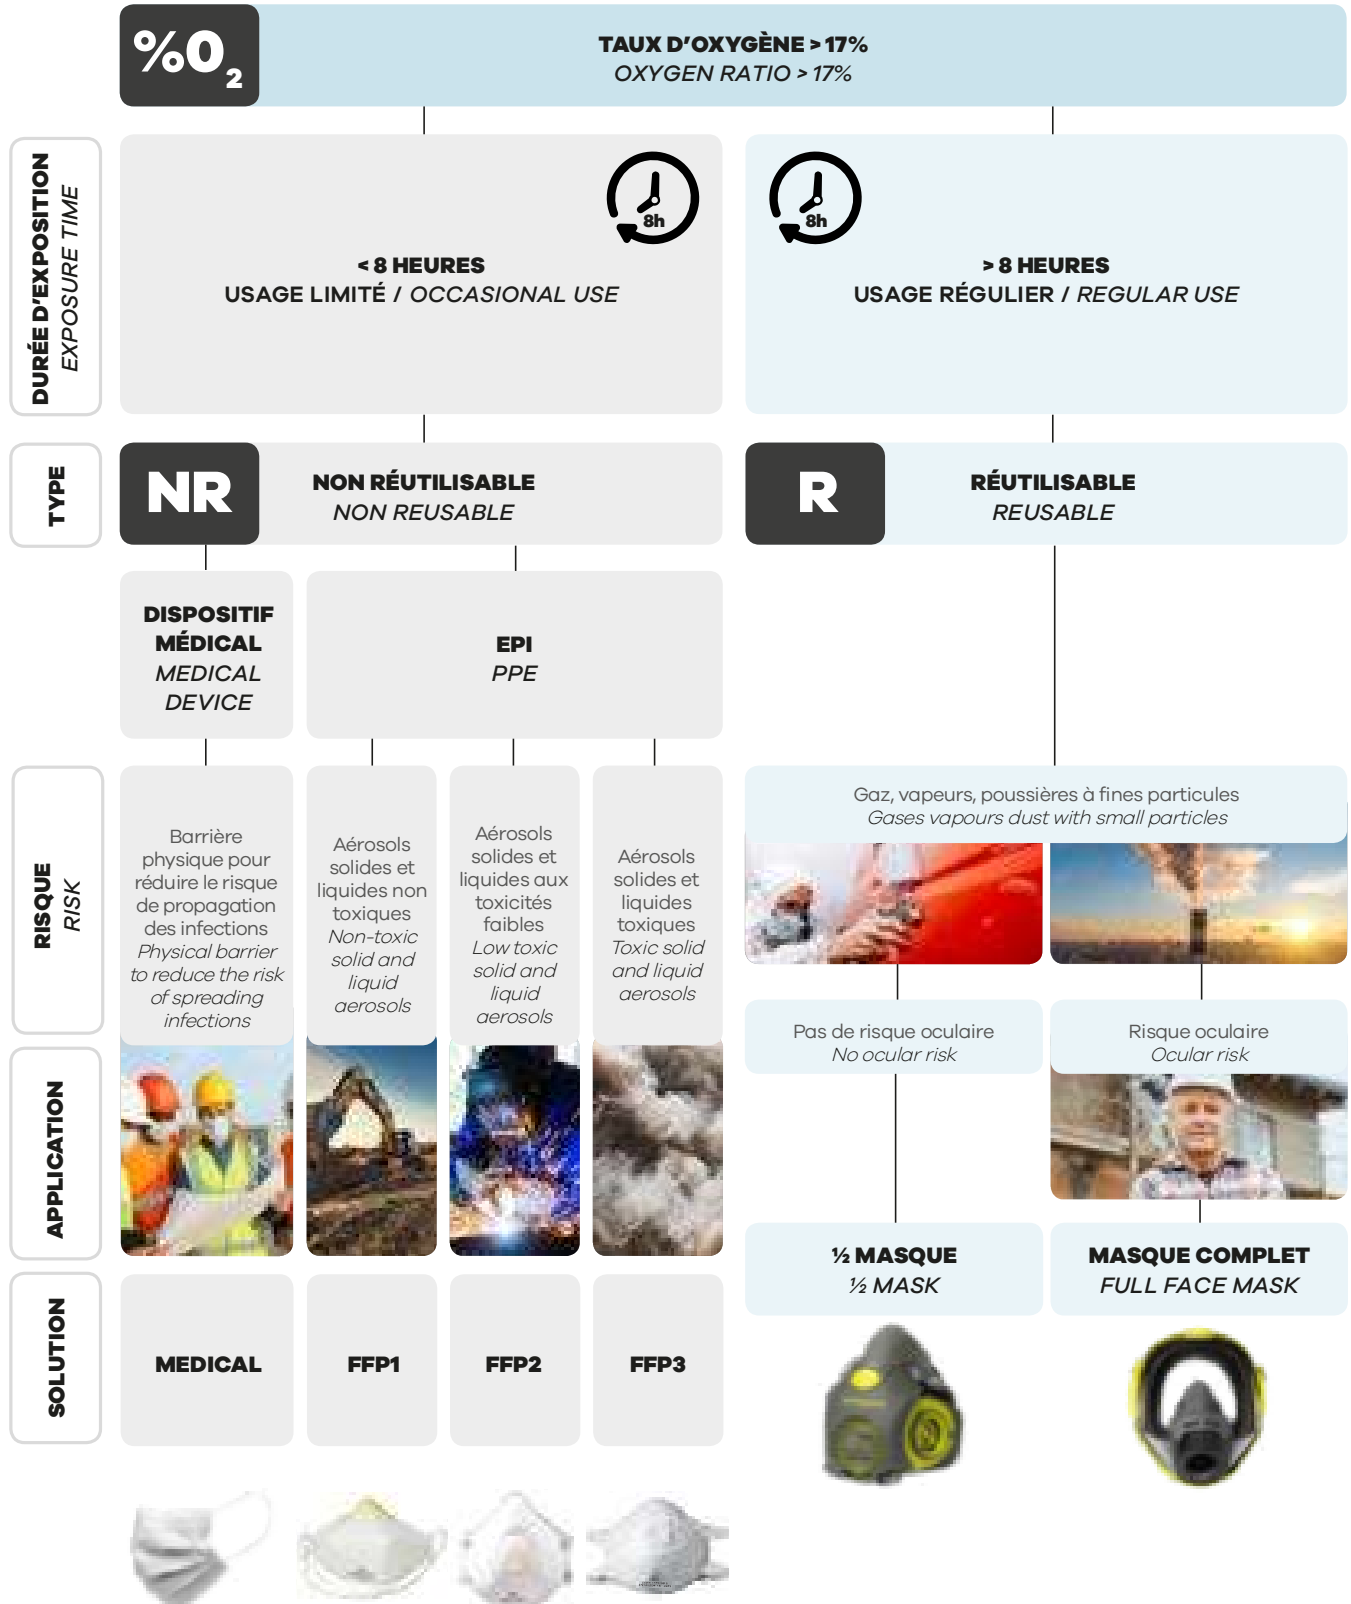 %O₂
TAUX D'OXYGÈNE > 17%
OXYGEN RATIO > 17%
DURÉE D'EXPOSITION
EXPOSURE TIME
8h
< 8 HEURES
USAGE LIMITÉ / OCCASIONAL USE
8h
> 8 HEURES
USAGE RÉGULIER / REGULAR USE
TYPE
NR
NON RÉUTILISABLE
NON REUSABLE
R
RÉUTILISABLE
REUSABLE
DISPOSITIF
MÉDICAL
MEDICAL
DEVICE
EPI
PPE
RISQUE
RISK
Barrière
physique pour
réduire le risque
de propagation
des infections
Physical barrier
to reduce the risk
of spreading
infections
Aérosols
solides et
liquides non
toxiques
Non-toxic
solid and
liquid
aerosols
Aérosols
solides et
liquides aux
toxicités
faibles
Low toxic
solid and
liquid
aerosols
Aérosols
solides et
liquides
toxiques
Toxic solid
and liquid
aerosols
Gaz, vapeurs, poussières à fines particules
Gases vapours dust with small particles
Pas de risque oculaire
No ocular risk
Risque oculaire
Ocular risk
APPLICATION
½ MASQUE
½ MASK
MASQUE COMPLET
FULL FACE MASK
SOLUTION
MEDICAL
FFP1
FFP2
FFP3